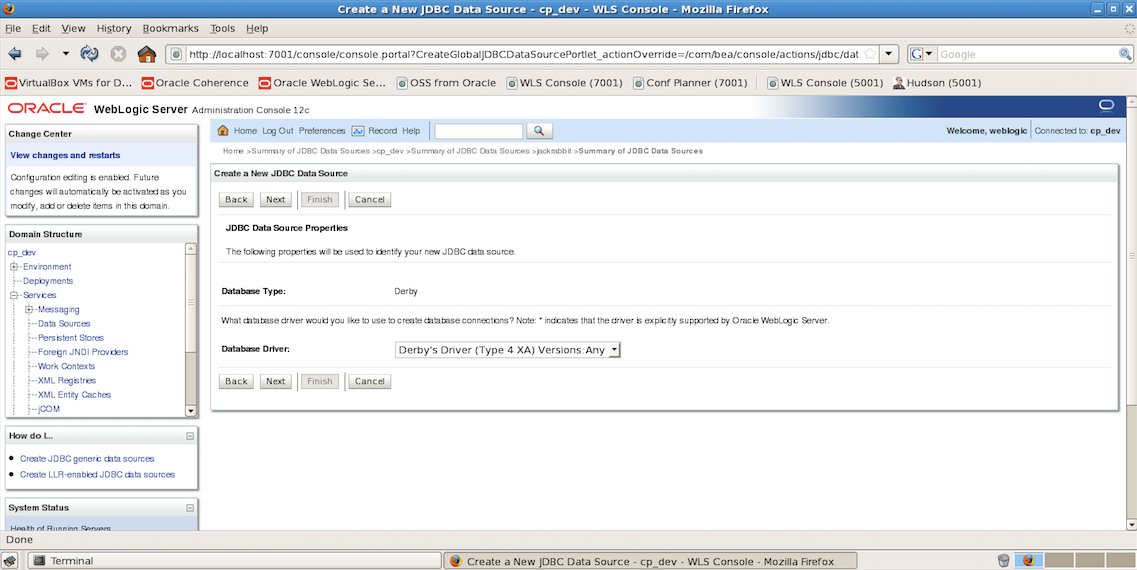 Create a New JDBC Data Source - cp_dev - WLS Console - Mozilla Firefox
File Edit View History Bookmarks Tools Help
http://localhost:7001/console/console.portal?CreateGlobalJDBCDataSourcePortlet_actionOverride=/com/bea/console/actions/jdbc/dat
G Google
VirtualBox VMs for D... Oracle Coherence Oracle WebLogic Se... OSS from Oracle WLS Console (7001) Conf Planner (7001) WLS Console (5001) Hudson (5001)
ORACLE WebLogic Server Administration Console 12c
Change Center
View changes and restarts
Configuration editing is enabled. Future
changes will automatically be activated as you
modify, add or delete items in this domain.
Domain Structure
cp_dev
Environment
Deployments
Services
Messaging
Data Sources
Persistent Stores
Foreign JNDI Providers
Work Contexts
XML Registries
XML Entity Caches
jCOM
How do I...
Create JDBC generic data sources
Create LLR-enabled JDBC data sources
System Status
Health of Running Servers
Home Log Out Preferences Record Help
Welcome, weblogic Connected to: cp_dev
Home >Summary of JDBC Data Sources >cp_dev >Summary of JDBC Data Sources >jackrabbit >Summary of JDBC Data Sources
Create a New JDBC Data Source
Back Next Finish Cancel
JDBC Data Source Properties
The following properties will be used to identify your new JDBC data source.
Database Type: Derby
What database driver would you like to use to create database connections? Note: * indicates that the driver is explicitly supported by Oracle WebLogic Server.
Database Driver: Derby's Driver (Type 4 XA) Versions:Any
Back Next Finish Cancel
Done
Terminal
Create a New JDBC Data Source - cp_dev - WLS Console - Mozilla Firefox